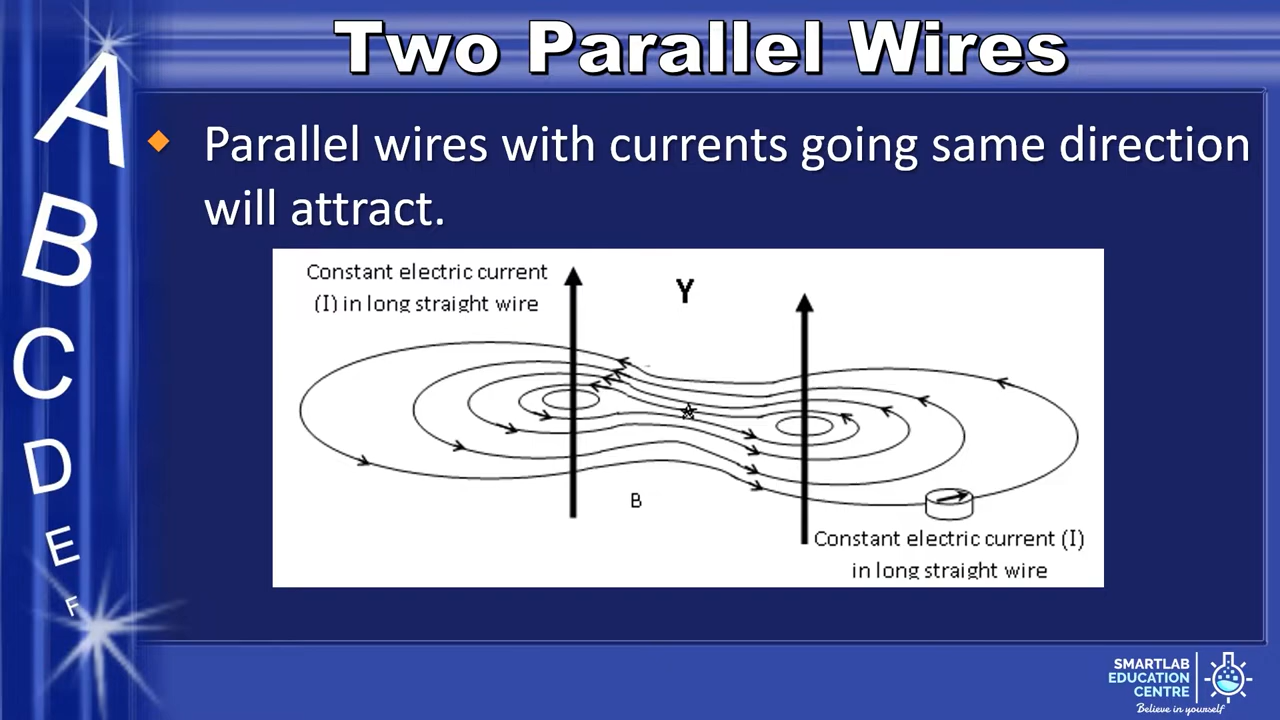 Two Parallel Wires
A
B
C
D
E
F
Parallel wires with currents going same direction
will attract.
Constant electric current
(I) in long straight wire
Y
B
Constant electric current (I)
in long straight wire
SMARTLAB
EDUCATION
CENTRE
Believe in yourself